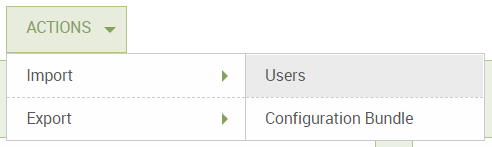 ACTIONS
Import
Users
Export
Configuration Bundle